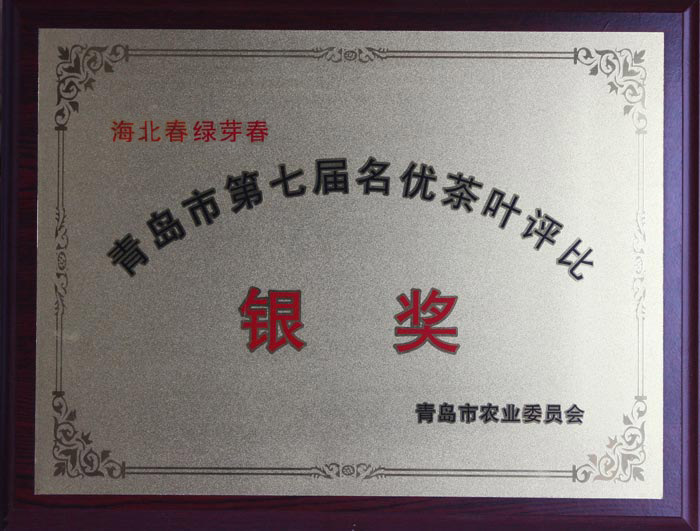 海北春绿芽春
青岛市第七届名优茶叶评比
银奖
青岛市农业委员会